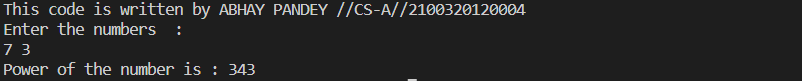 This code is written by ABHAY PANDEY //CS-A//2100320120004
Enter the numbers  :
7 3
Power of the number is : 343